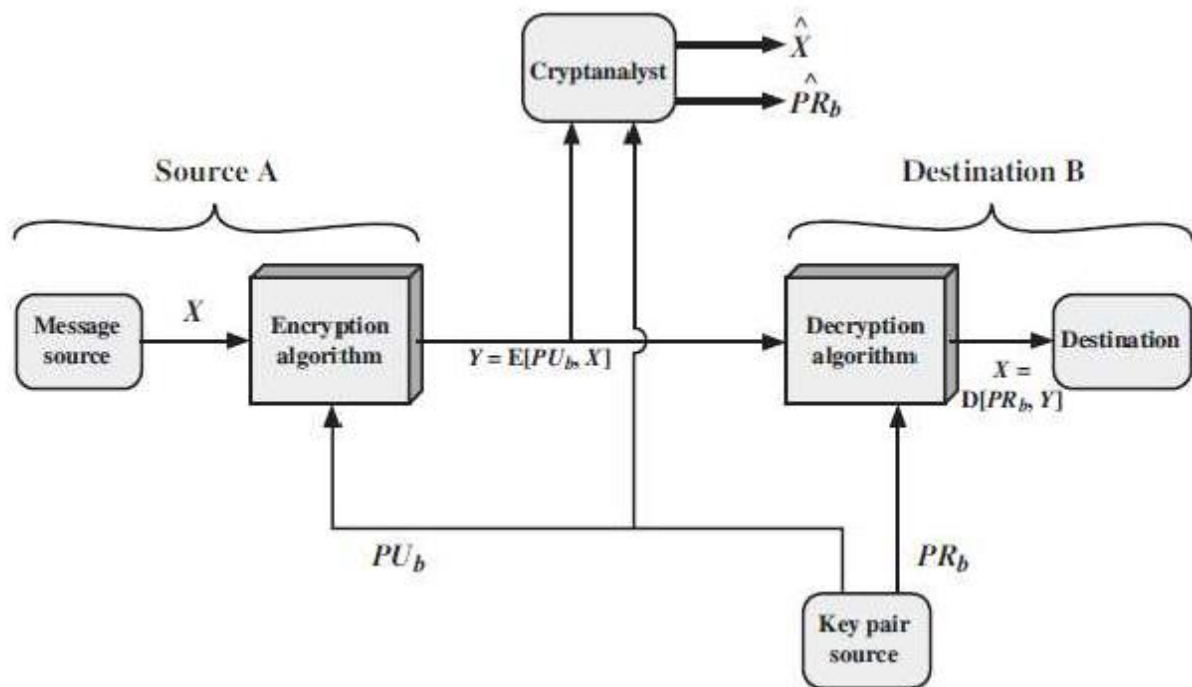 Cryptanalyst
X̂
P̂R_b
Source A
Destination B
Message
source
X
Encryption
algorithm
Y = E[PU_b, X]
Decryption
algorithm
X =
D[PR_b, Y]
Destination
PU_b
PR_b
Key pair
source